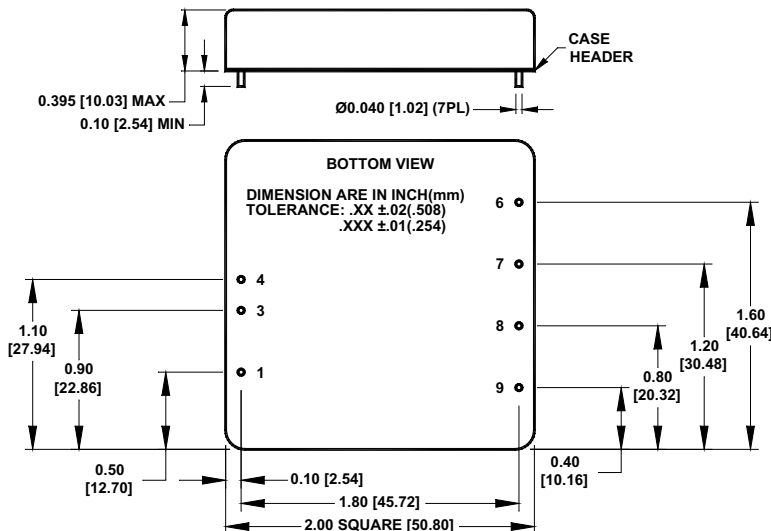 CASE
HEADER
0.395 [10.03] MAX
0.10 [2.54] MIN
Ø0.040 [1.02] (7PL)
BOTTOM VIEW
DIMENSION ARE IN INCH(mm)
TOLERANCE: .XX ±.02(.508)
.XXX ±.01(.254)
6
7
4
3
8
1
9
1.10
[27.94]
0.90
[22.86]
1.60
[40.64]
1.20
[30.48]
0.80
[20.32]
0.50
[12.70]
0.10 [2.54]
0.40
[10.16]
1.80 [45.72]
2.00 SQUARE [50.80]